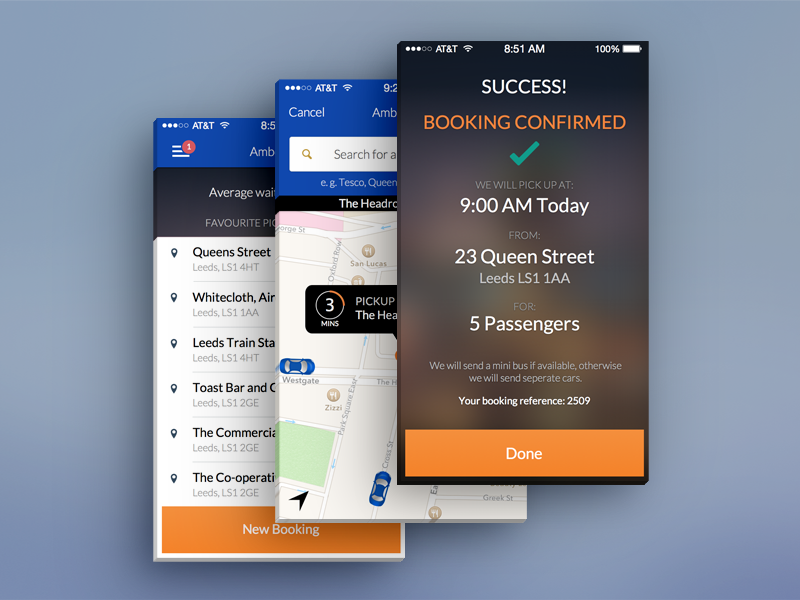 AT&T
8:5
1
Amb
Average wai
FAVOURITE PI
Queens Street
Leeds, LS1 4HT
Whitecloth, Air
Leeds, LS1 1AA
Leeds Train Sta
Leeds, LS1 4HT
Toast Bar and G
Leeds, LS1 2GE
The Commercia
Leeds, LS1 2GE
The Co-operati
Leeds, LS1 2GE
New Booking
AT&T
9:2
Cancel
Amb
Search for a
e. g. Tesco, Queen
The Headro
orge St
Oxford Row
San Lucas
3
MINS
PICKUP
The Hea
Westgate
The H
Zizzi
Park Square East
Cross St
Ea
Greek St
AT&T 8:51 AM 100%
SUCCESS!
BOOKING CONFIRMED
WE WILL PICK UP AT:
9:00 AM Today
FROM:
23 Queen Street
Leeds LS1 1AA
FOR:
5 Passengers
We will send a mini bus if available, otherwise
we will send seperate cars.
Your booking reference: 2509
Done